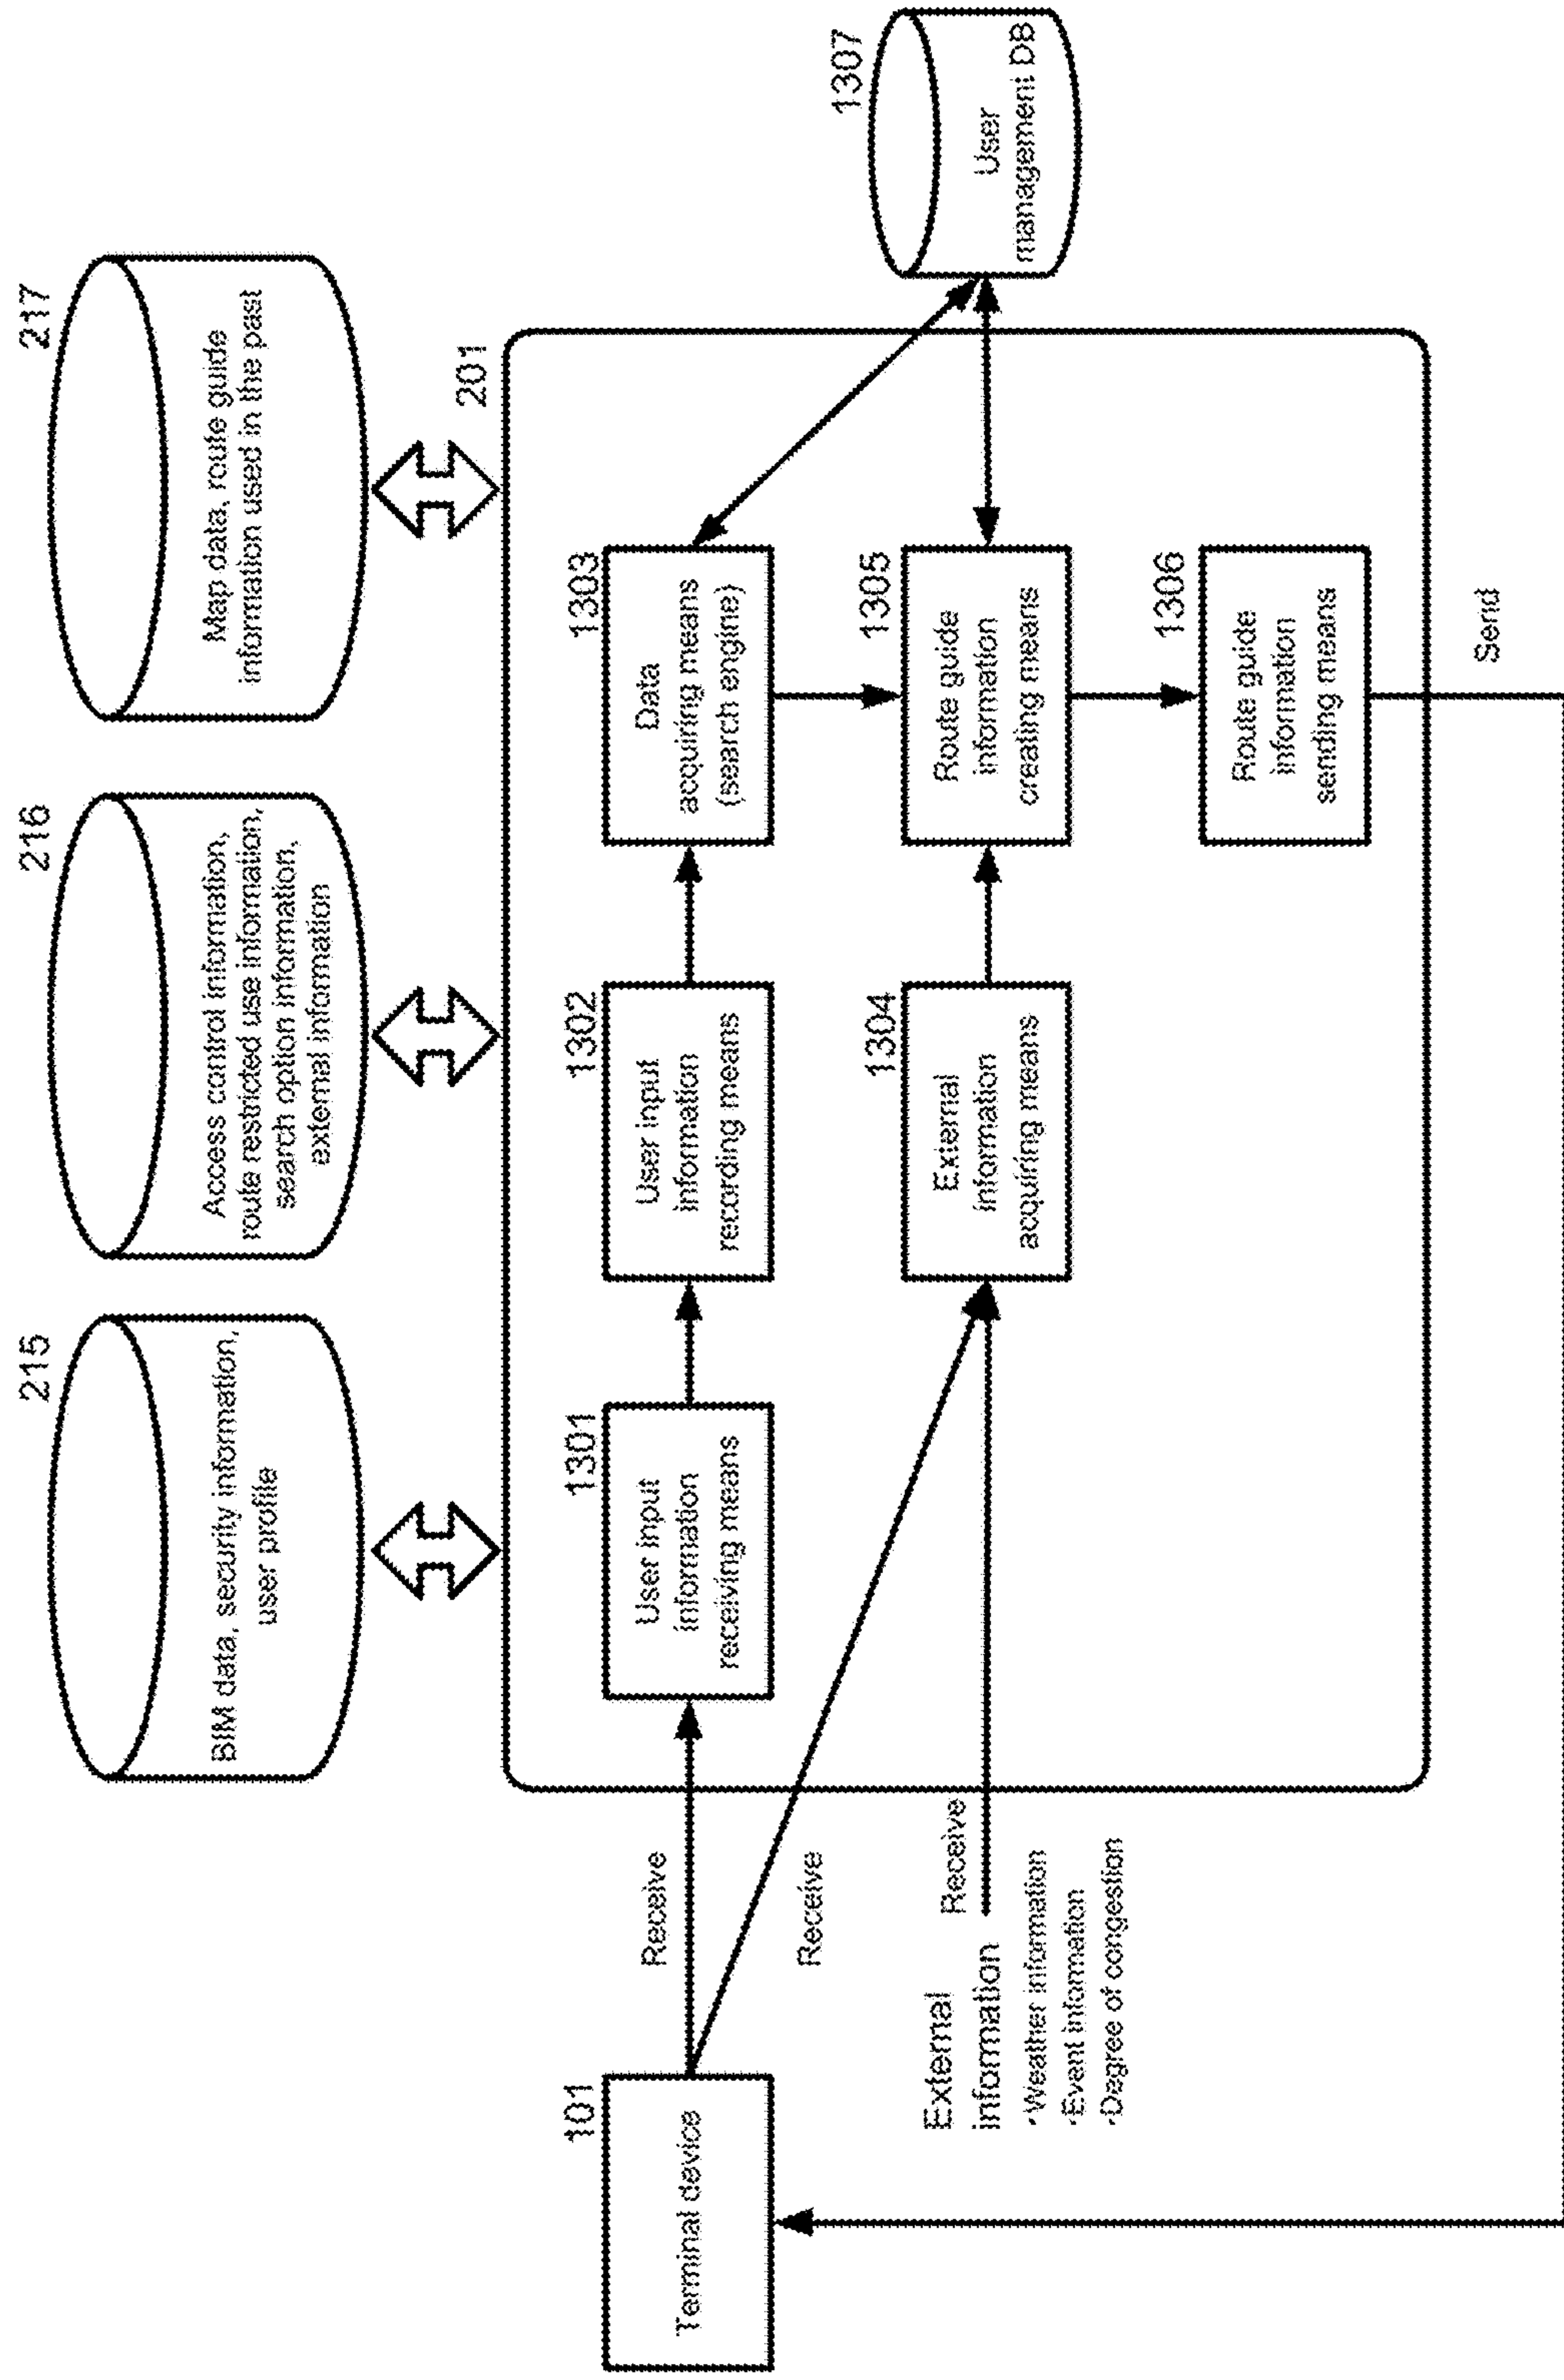 215
BIM data, security information,
user profile
216
Access control information,
route restricted use information,
search option information,
external information
217
Map data, route guide
information used in the past
201
101
Terminal device
Receive
Receive
Receive
External
information
·Weather information
·Event information
·Degree of congestion
1301
User input
information
receiving means
1302
User input
information
recording means
1303
Data
acquiring means
(search engine)
1304
External
information
acquiring means
1305
Route guide
information
creating means
1306
Route guide
information
sending means
1307
User
management DB
Send